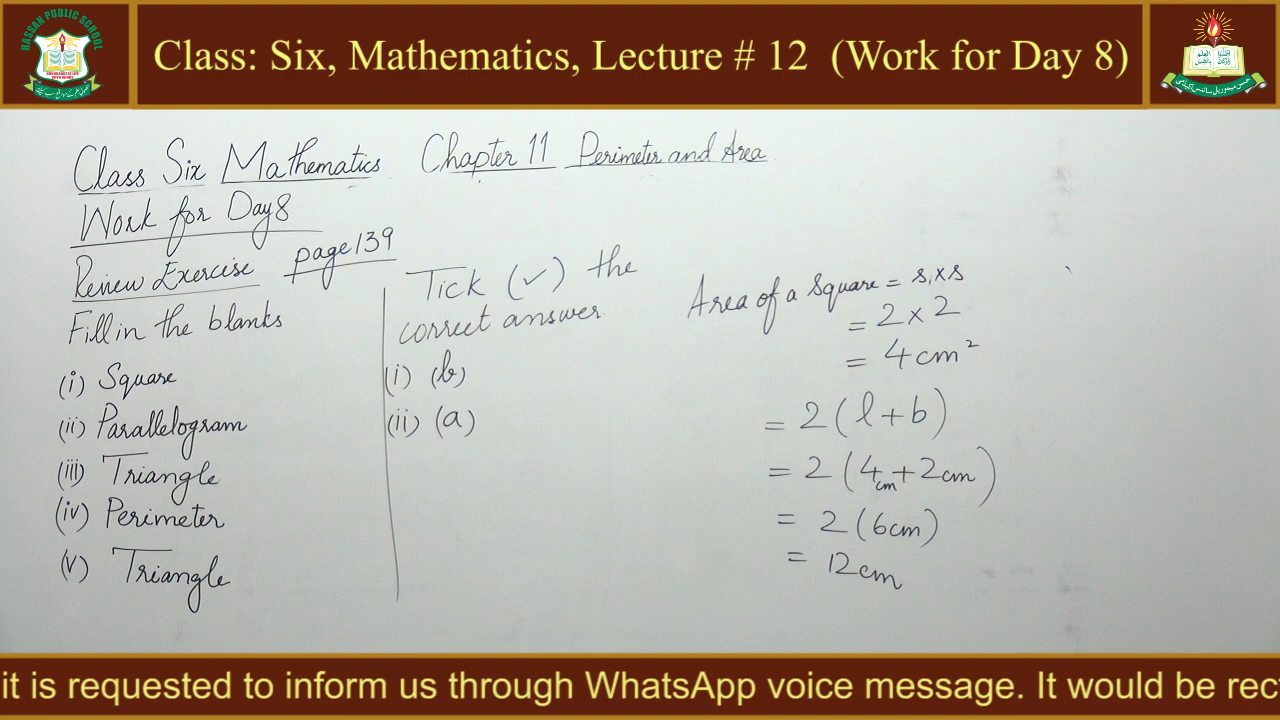 HASSAN PUBLIC SCHOOL
Class: Six, Mathematics, Lecture # 12 (Work for Day 8)
Class Six Mathematics Chapter 11 Perimeter and Area
Work for Day 8
Review Exercise page 139
Fill in the blanks
(i) Square
(ii) Parallelogram
(iii) Triangle
(iv) Perimeter
(v) Triangle
Tick (✓) the
correct answer.
(i) (b)
(ii) (a)
Area of a square = s × s
= 2 × 2
= 4 cm²
= 2 ( l + b )
= 2 ( 4cm + 2cm )
= 2 ( 6cm )
= 12cm
it is requested to inform us through WhatsApp voice message. It would be rec